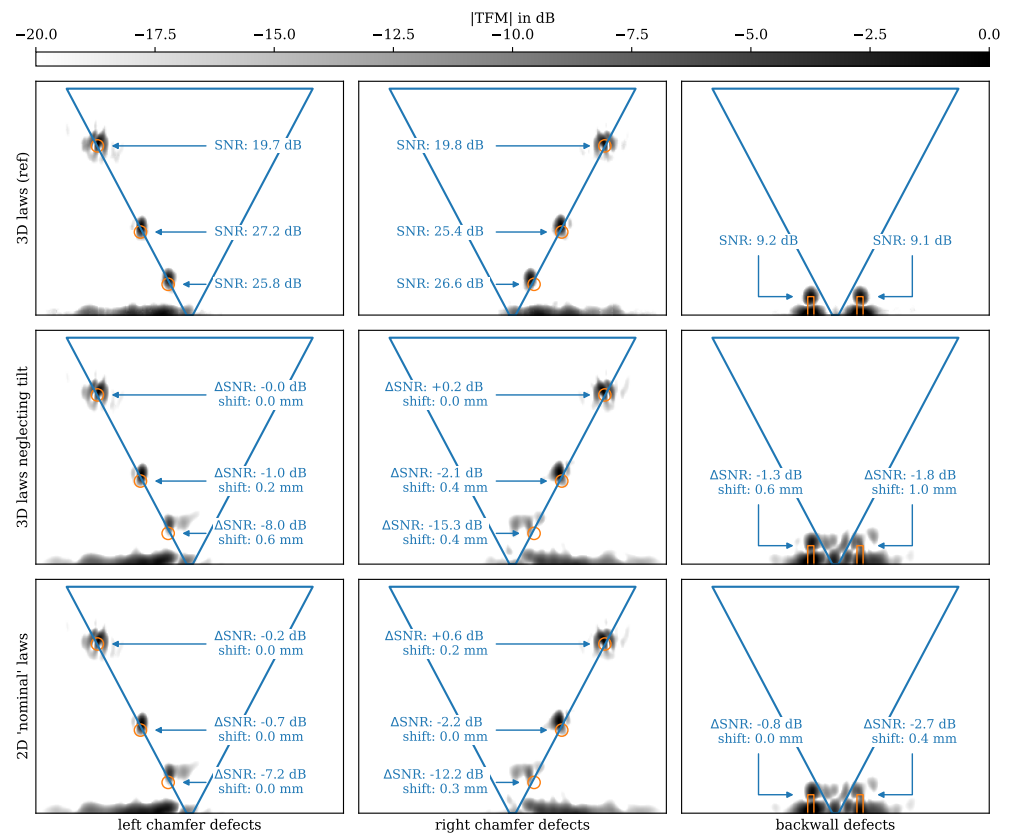 |TFM| in dB
−20.0 −17.5 −15.0 −12.5 −10.0 −7.5 −5.0 −2.5 0.0
3D laws (ref)
SNR: 19.7 dB
SNR: 27.2 dB
SNR: 25.8 dB
SNR: 19.8 dB
SNR: 25.4 dB
SNR: 26.6 dB
SNR: 9.2 dB
SNR: 9.1 dB
3D laws neglecting tilt
ΔSNR: -0.0 dB
shift: 0.0 mm
ΔSNR: -1.0 dB
shift: 0.2 mm
ΔSNR: -8.0 dB
shift: 0.6 mm
ΔSNR: +0.2 dB
shift: 0.0 mm
ΔSNR: -2.1 dB
shift: 0.4 mm
ΔSNR: -15.3 dB
shift: 0.4 mm
ΔSNR: -1.3 dB
shift: 0.6 mm
ΔSNR: -1.8 dB
shift: 1.0 mm
2D 'nominal' laws
ΔSNR: -0.2 dB
shift: 0.0 mm
ΔSNR: -0.7 dB
shift: 0.0 mm
ΔSNR: -7.2 dB
shift: 0.0 mm
ΔSNR: +0.6 dB
shift: 0.2 mm
ΔSNR: -2.2 dB
shift: 0.0 mm
ΔSNR: -12.2 dB
shift: 0.3 mm
ΔSNR: -0.8 dB
shift: 0.0 mm
ΔSNR: -2.7 dB
shift: 0.4 mm
left chamfer defects
right chamfer defects
backwall defects